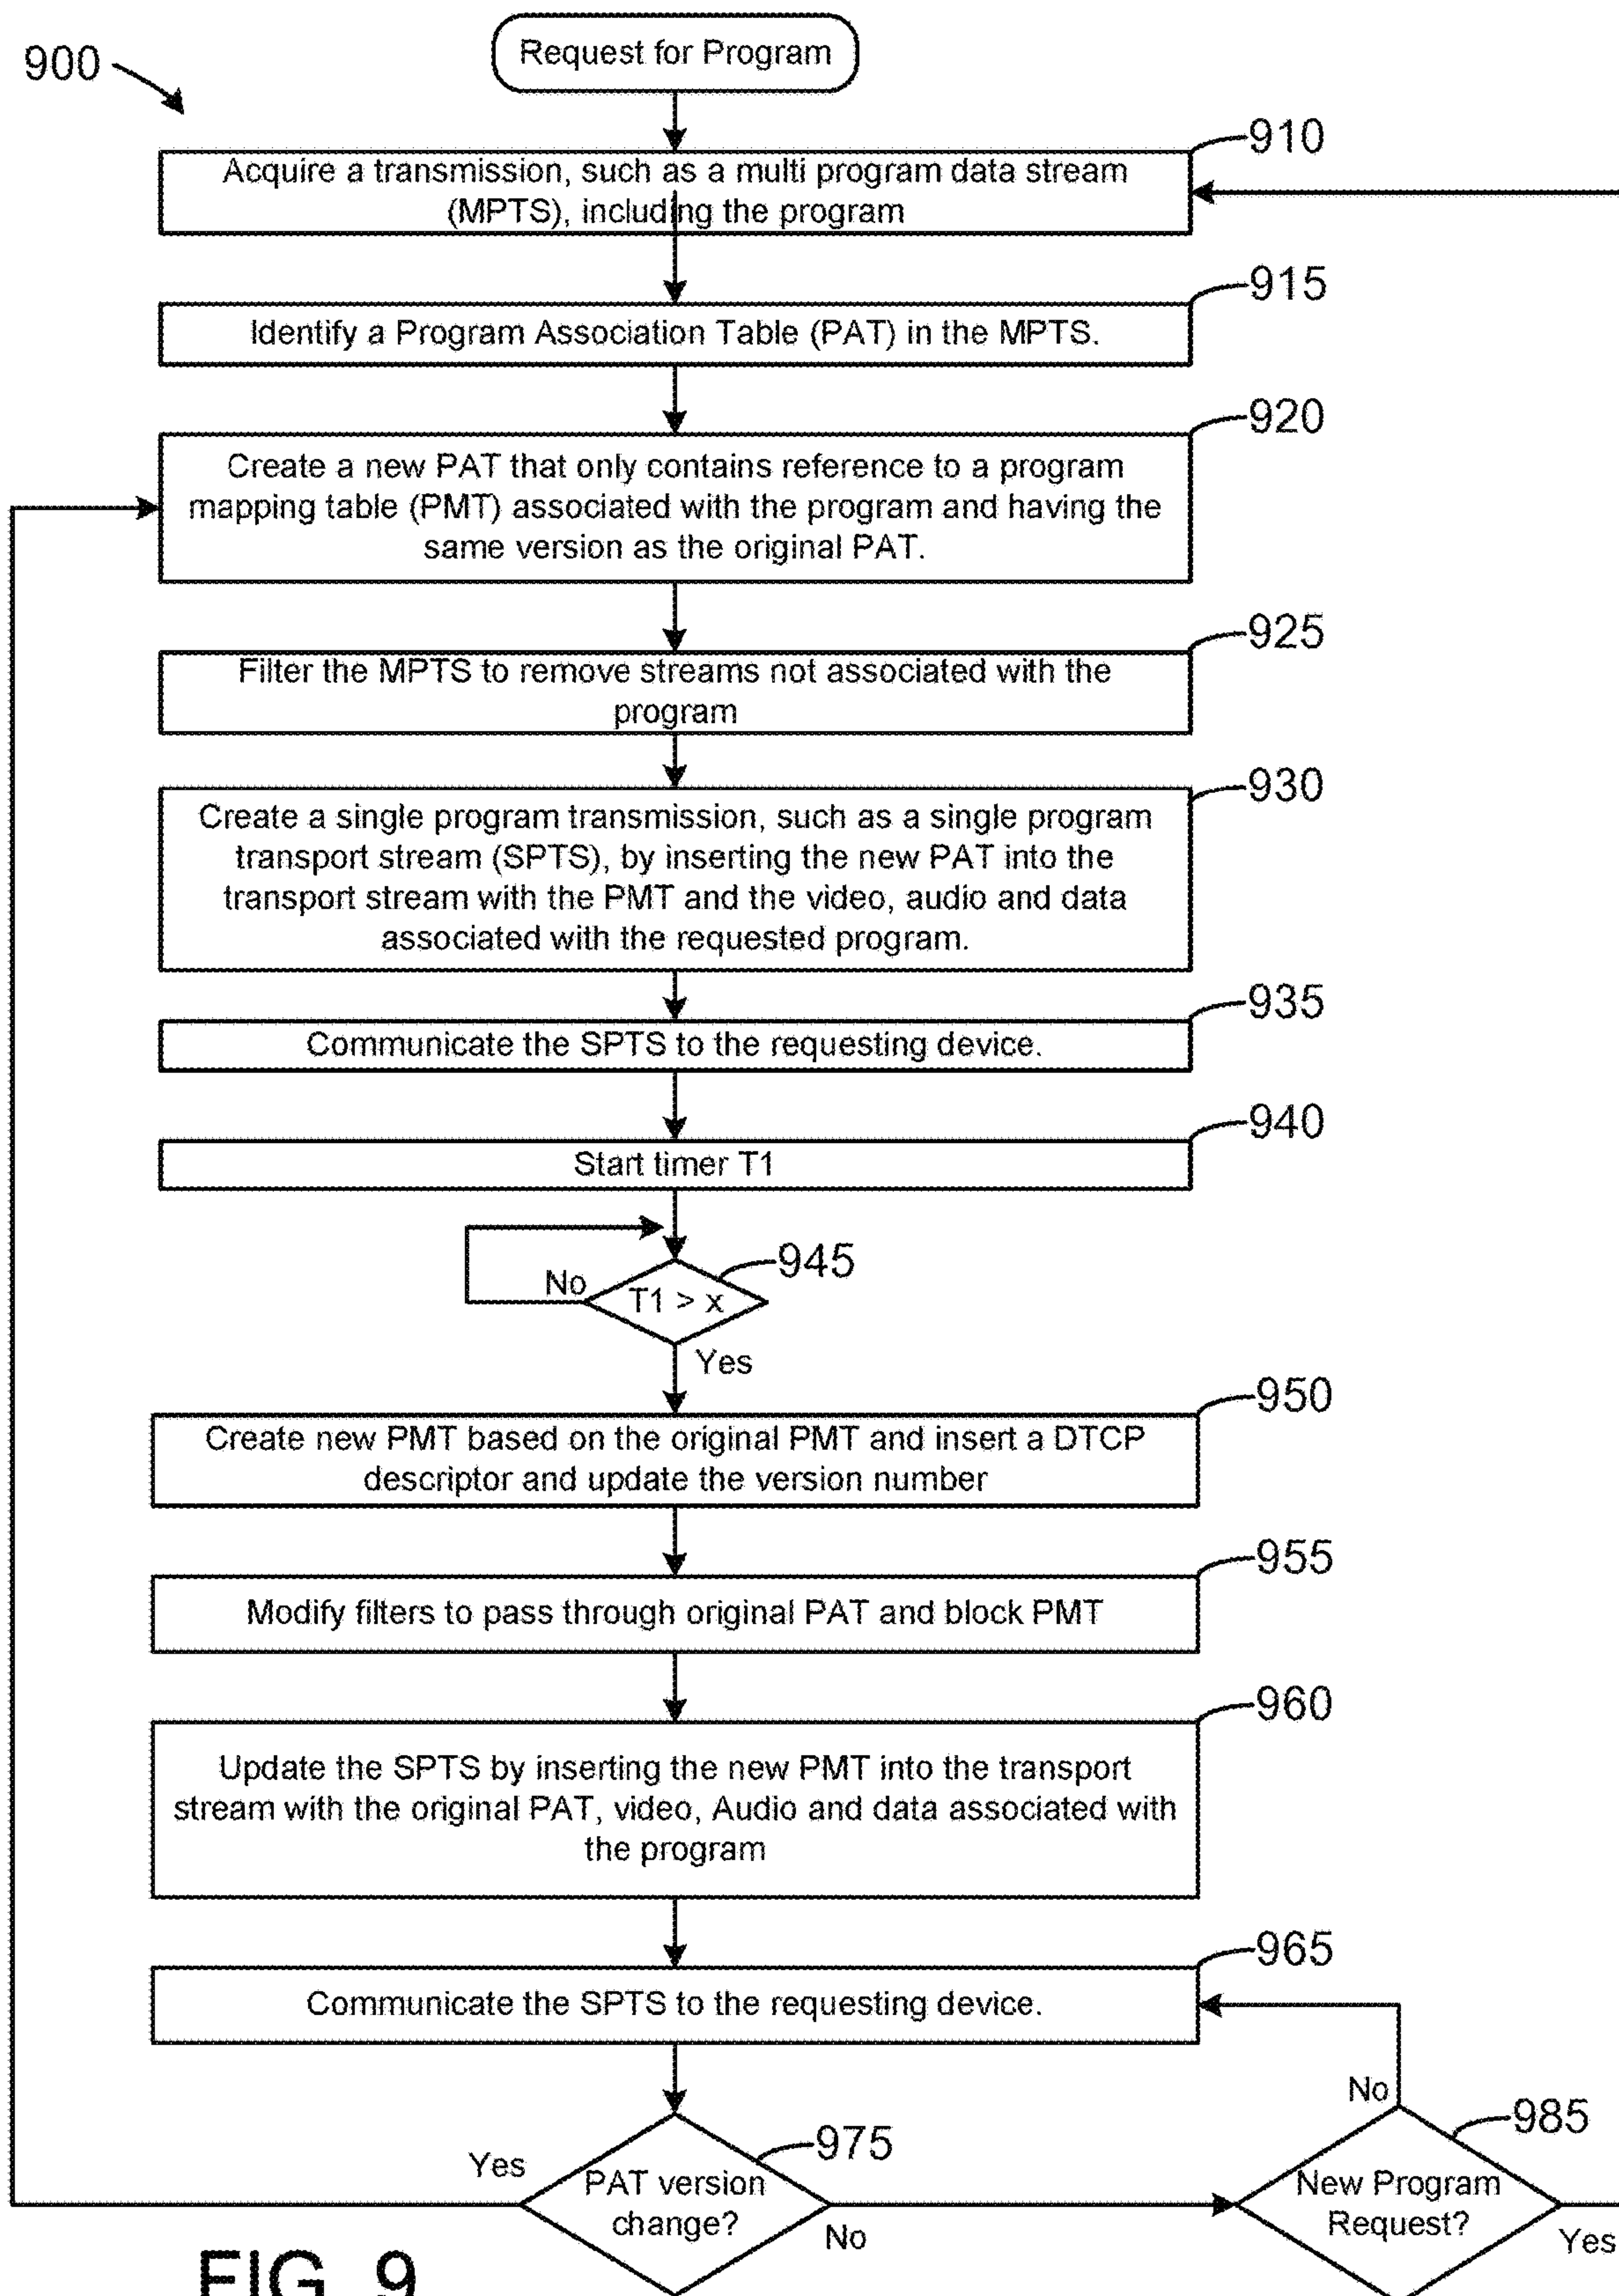 900
Request for Program
910
Acquire a transmission, such as a multi program data stream
(MPTS), including the program
915
Identify a Program Association Table (PAT) in the MPTS.
920
Create a new PAT that only contains reference to a program
mapping table (PMT) associated with the program and having the
same version as the original PAT.
925
Filter the MPTS to remove streams not associated with the
program
930
Create a single program transmission, such as a single program
transport stream (SPTS), by inserting the new PAT into the
transport stream with the PMT and the video, audio and data
associated with the requested program.
935
Communicate the SPTS to the requesting device.
940
Start timer T1
945
No
T1 > x
Yes
950
Create new PMT based on the original PMT and insert a DTCP
descriptor and update the version number
955
Modify filters to pass through original PAT and block PMT
960
Update the SPTS by inserting the new PMT into the transport
stream with the original PAT, video, Audio and data associated with
the program
965
Communicate the SPTS to the requesting device.
No
975
985
Yes
PAT version
change?
No
New Program
Request?
Yes
FIG. 9